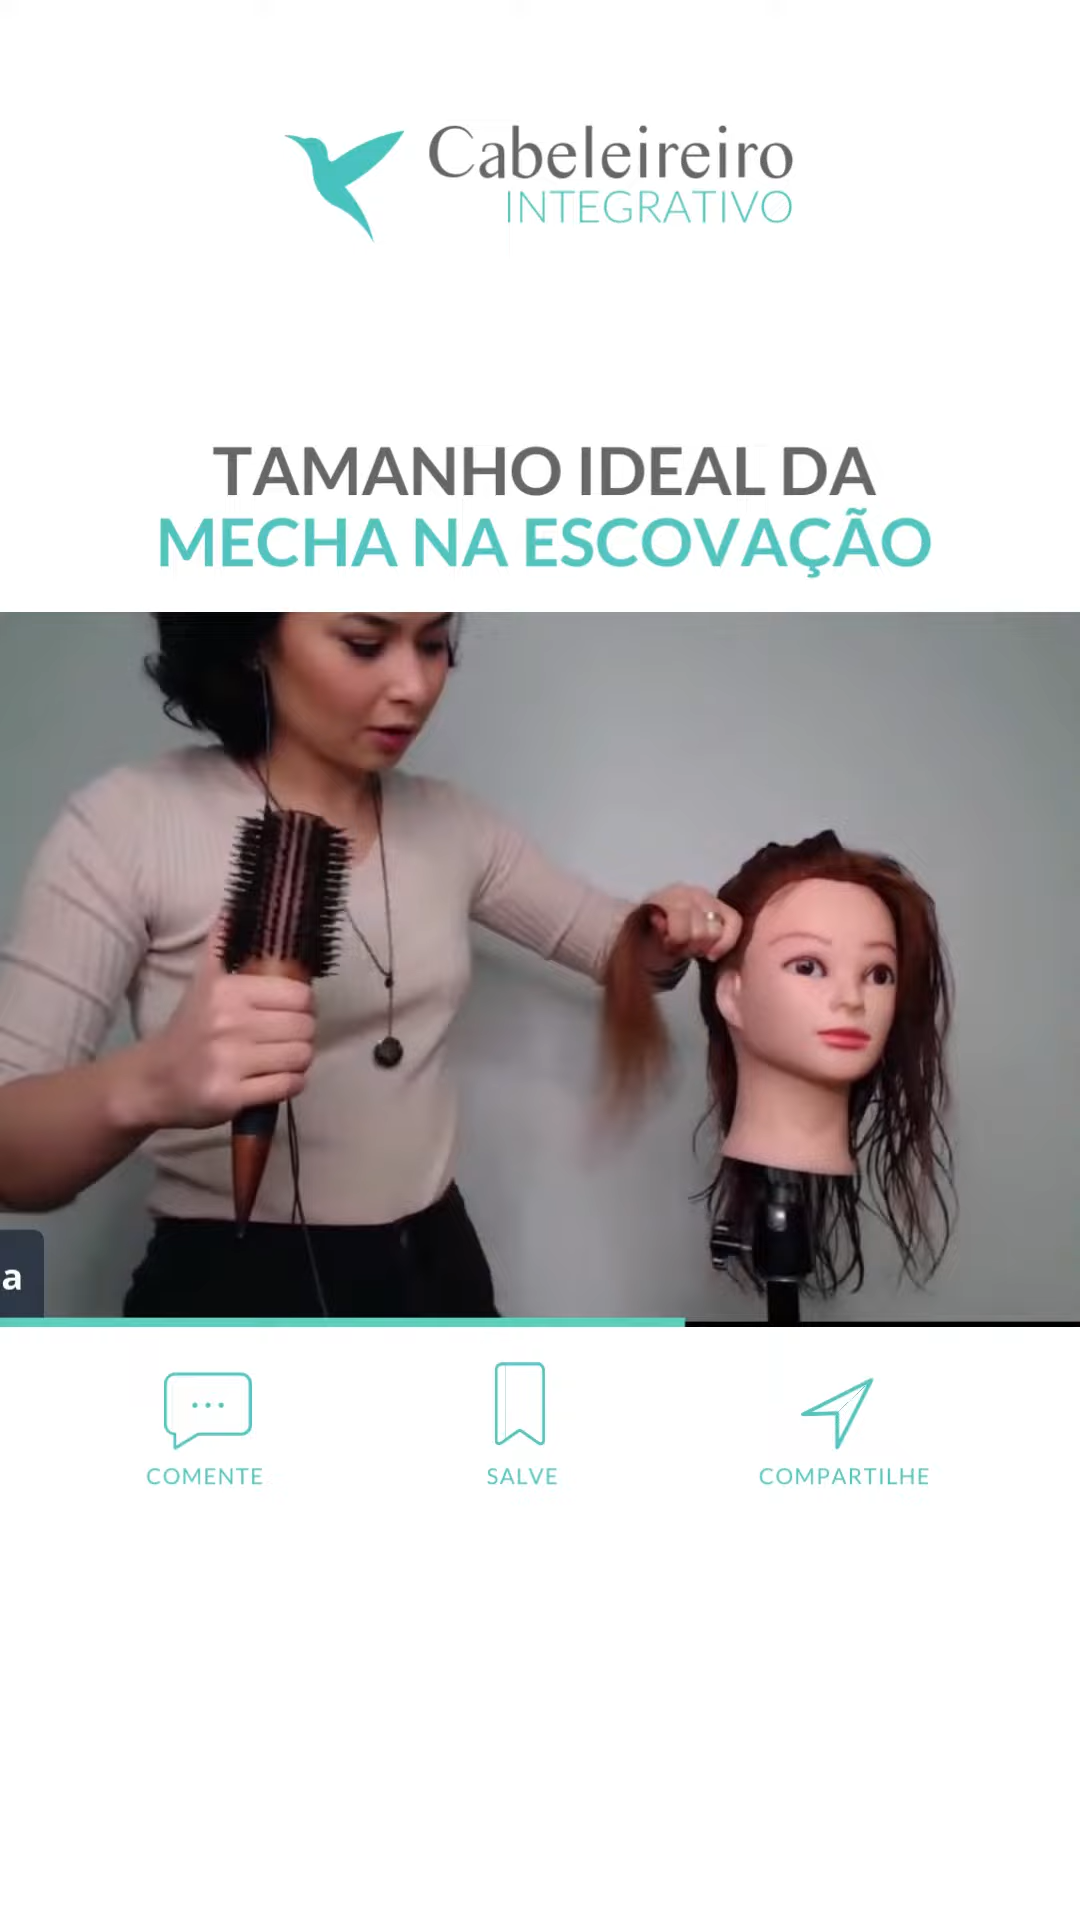 Cabeleireiro
INTEGRATIVO
TAMANHO IDEAL DA
MECHA NA ESCOVAÇÃO
a
COMENTE
SALVE
COMPARTILHE